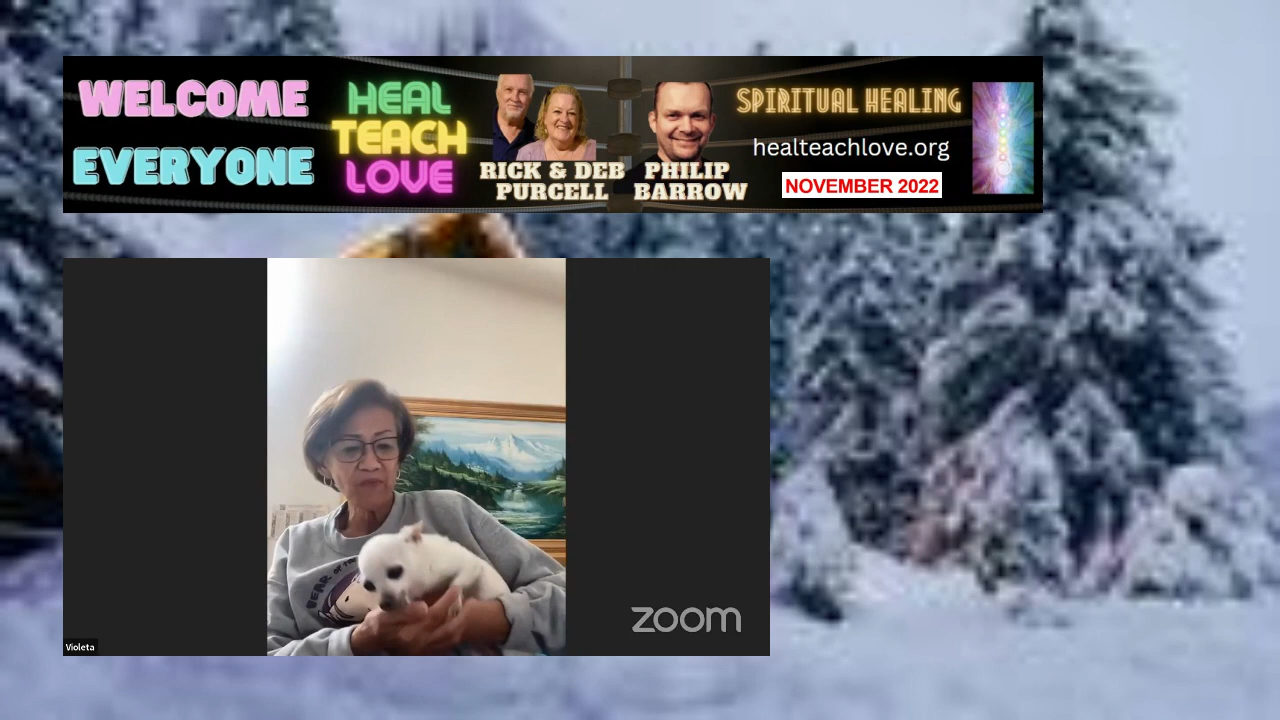 WELCOME
EVERYONE
HEAL
TEACH
LOVE
RICK & DEB
PURCELL
PHILIP
BARROW
SPIRITUAL HEALING
healteachlove.org
NOVEMBER 2022
zoom
Violeta